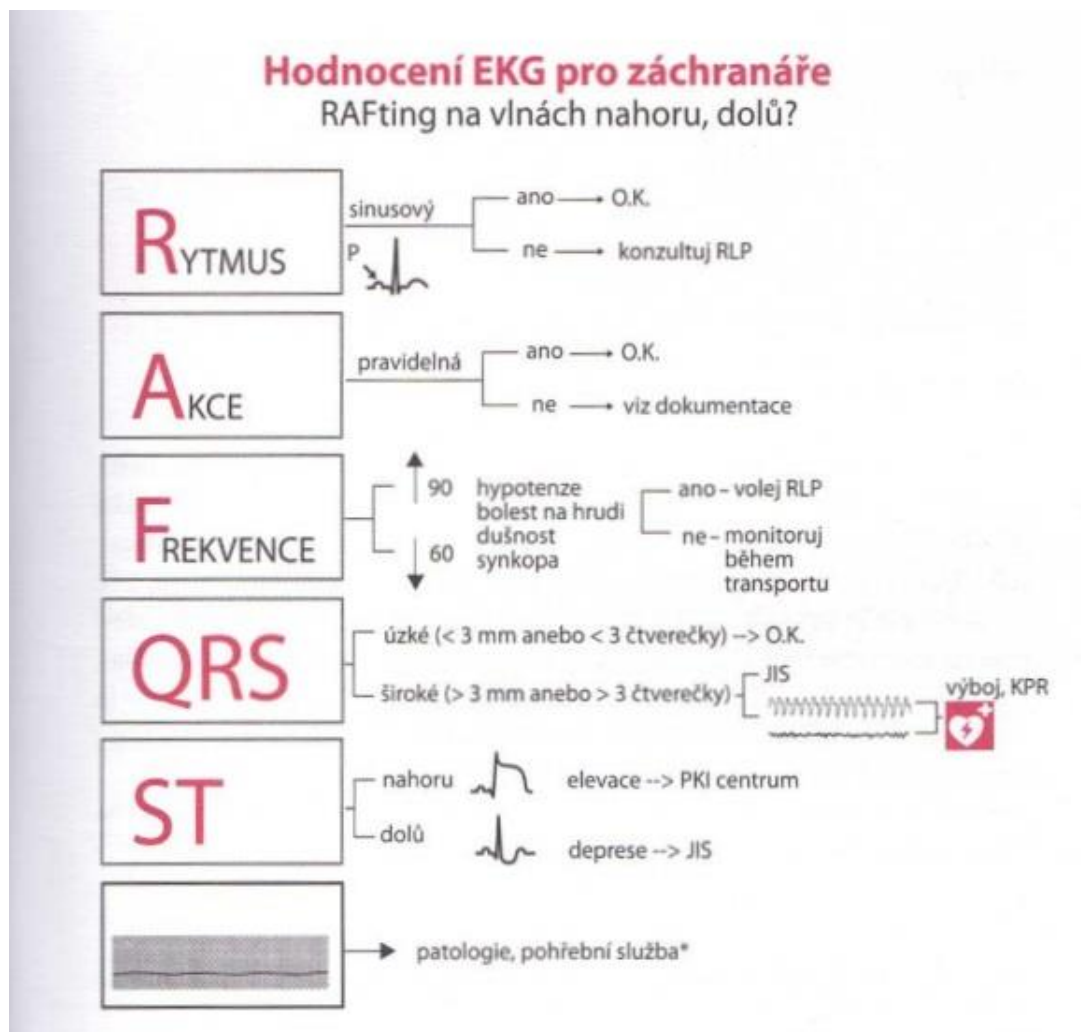 Hodnocení EKG pro záchranáře
RAFting na vlnách nahoru, dolů?
RYTMUS
sinusový
P
ano → O.K.
ne → konzultuj RLP
AKCE
pravidelná
ano → O.K.
ne → viz dokumentace
FREKVENCE
90
60
hypotenze
bolest na hrudi
dušnost
synkopa
ano – volej RLP
ne – monitoruj
během
transportu
QRS
úzké (< 3 mm anebo < 3 čtverečky) --> O.K.
široké (> 3 mm anebo > 3 čtverečky)
JIS
výboj, KPR
ST
nahoru
elevace --> PKI centrum
dolů
deprese --> JIS
patologie, pohřební služba*